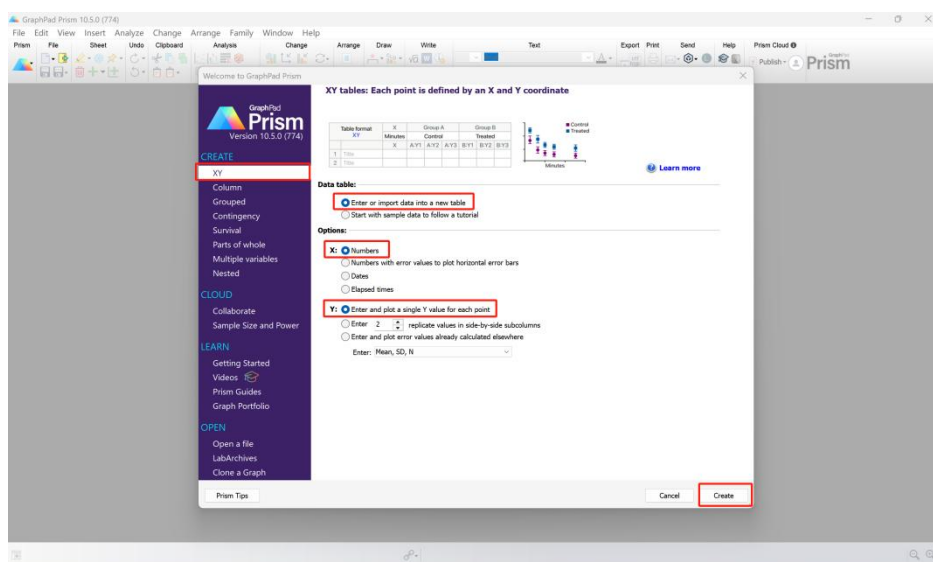 GraphPad Prism 10.5.0 (774)
File Edit View Insert Analyze Change Arrange Family Window Help
Prism File Sheet Undo Clipboard Analysis Change Arrange Draw Write Text Export Print Send Help Prism Cloud
Publish
GraphPad
Prism
Welcome to GraphPad Prism
GraphPad
Prism
Version 10.5.0 (774)
CREATE
XY
Column
Grouped
Contingency
Survival
Parts of whole
Multiple variables
Nested
CLOUD
Collaborate
Sample Size and Power
LEARN
Getting Started
Videos
Prism Guides
Graph Portfolio
OPEN
Open a file
LabArchives
Clone a Graph
XY tables: Each point is defined by an X and Y coordinate
Table format X Group A Group B
XY Minutes Control Treated
X A:Y1 A:Y2 A:Y3 B:Y1 B:Y2 B:Y3
1 Title
2 Title
Control
Treated
Minutes
Learn more
Data table:
Enter or import data into a new table
Start with sample data to follow a tutorial
Options:
X: Numbers
Numbers with error values to plot horizontal error bars
Dates
Elapsed times
Y: Enter and plot a single Y value for each point
Enter 2 replicate values in side-by-side subcolumns
Enter and plot error values already calculated elsewhere
Enter: Mean, SD, N
Prism Tips
Cancel
Create